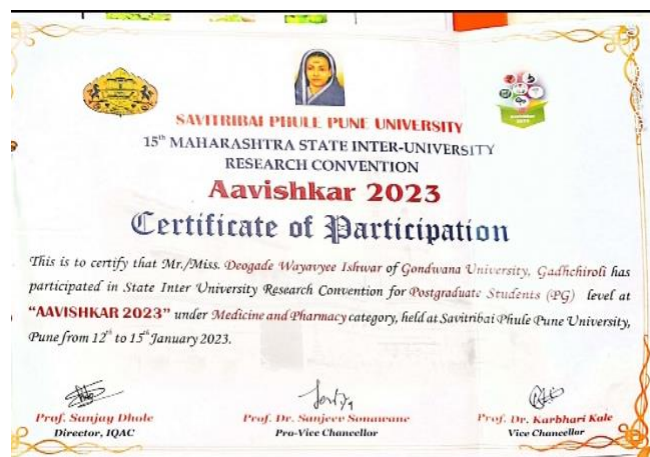 SAVITRIBAI PHULE PUNE UNIVERSITY
15th MAHARASHTRA STATE INTER-UNIVERSITY
RESEARCH CONVENTION
Aavishkar 2023
Certificate of Participation
This is to certify that Mr./Miss. Deogade Wayavyee Ishwar of Gondwana University, Gadhchiroli has
participated in State Inter University Research Convention for Postgraduate Students (PG) level at
"AAVISHKAR 2023" under Medicine and Pharmacy category, held at Savitribai Phule Pune University,
Pune from 12th to 15th January 2023.
Prof. Sanjay Dhole Prof. Dr. Sanjeev Sonawane Prof. Dr. Karbhari Kale
Director, IQAC Pro-Vice Chancellor Vice Chancellor